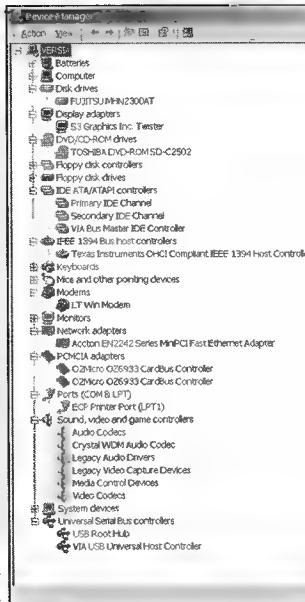 Device Manager
Action View
VERSIA
Batteries
Computer
Disk drives
FUJITSU MHN2300AT
Display adapters
S3 Graphics Inc. Twister
DVD/CD-ROM drives
TOSHIBA DVD-ROM SD-C2502
Floppy disk controllers
Floppy disk drives
IDE ATA/ATAPI controllers
Primary IDE Channel
Secondary IDE Channel
VIA Bus Master IDE Controller
IEEE 1394 Bus host controllers
Texas Instruments OHCI Compliant IEEE 1394 Host Controlle
Keyboards
Mice and other pointing devices
Modems
LT Win Modem
Monitors
Network adapters
Accton EN2242 Series MiniPCI Fast Ethernet Adapter
PCMCIA adapters
O2Micro OZ6933 CardBus Controller
O2Micro OZ6933 CardBus Controller
Ports (COM & LPT)
ECP Printer Port (LPT1)
Sound, video and game controllers
Audio Codecs
Crystal WDM Audio Codec
Legacy Audio Drivers
Legacy Video Capture Devices
Media Control Devices
Video Codecs
System devices
Universal Serial Bus controllers
USB Root Hub
VIA USB Universal Host Controller